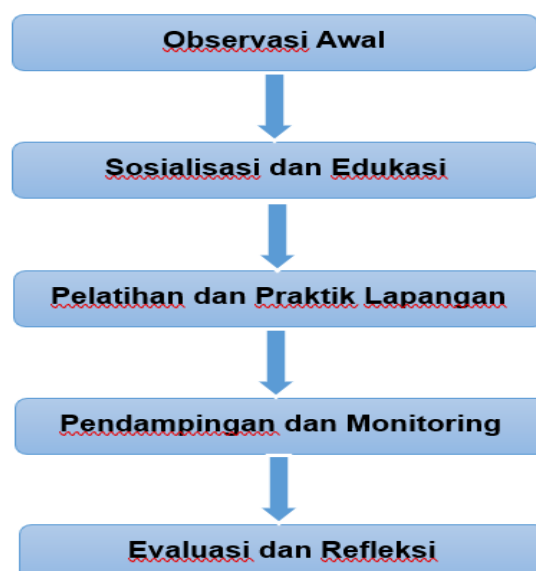 Observasi Awal
Sosialisasi dan Edukasi
Pelatihan dan Praktik Lapangan
Pendampingan dan Monitoring
Evaluasi dan Refleksi